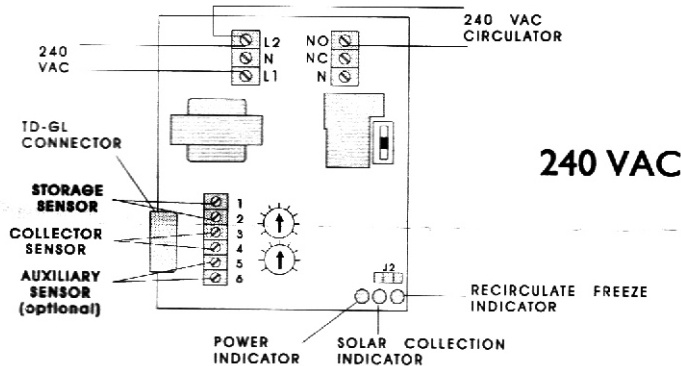 240 VAC
CIRCULATOR
240
VAC
L2
N
L1
NO
NC
N
TD-GL
CONNECTOR
240 VAC
STORAGE
SENSOR
COLLECTOR
SENSOR
AUXILIARY
SENSOR
(optional)
1
2
3
4
5
6
J2
RECIRCULATE FREEZE
INDICATOR
POWER
INDICATOR
SOLAR COLLECTION
INDICATOR